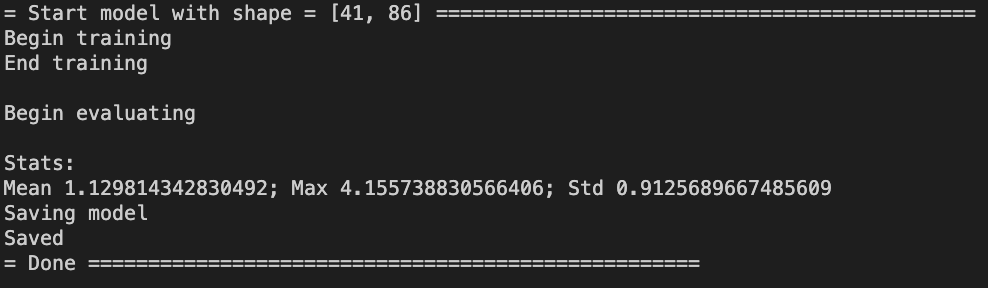 = Start model with shape = [41, 86] =============================================
Begin training
End training
Begin evaluating
Stats:
Mean 1.129814342830492; Max 4.155738830566406; Std 0.9125689667485609
Saving model
Saved
= Done ===================================================